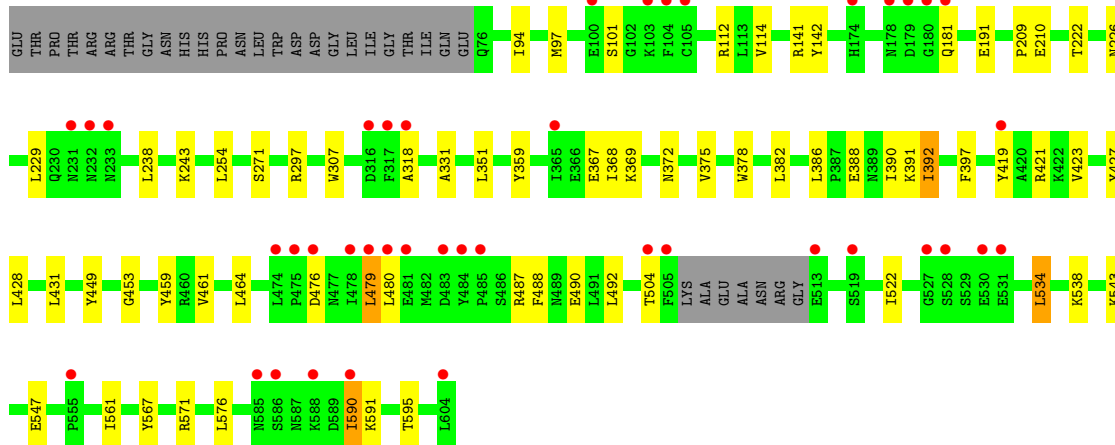 GLU THR PRO THR ARG ARG THR GLY ASN HIS HIS PRO ASN LEU TRP ASP ASP GLY LEU ILE GLY THR ILE GLN GLU Q76 I94 M97 E100 S101 G102 K103 F104 C105 R112 L113 V114 R141 Y142 H174 N178 D179 G180 Q181 E191 P209 E210 T222 N226
L229 Q230 N231 N232 N233 L238 K243 L254 S271 R297 W307 D316 F317 A318 A331 L351 Y359 I365 E366 E367 I368 K369 N372 V375 W378 L382 L386 P387 E388 N389 I390 K391 I392 F397 Y419 A420 R421 K422 V423 Y427
L428 L431 Y449 G453 Y459 R460 V461 L464 L474 P475 D476 N477 I478 L479 L480 E481 M482 D483 Y484 P485 S486 R487 F488 N489 E490 L491 L492 T504 F505 LYS ALA GLU ALA ASN ARG GLY E513 S519 I522 G527 S528 S529 E530 E531 L534 K538 K543
E547 P555 I561 Y567 R571 L576 N585 S586 N587 K588 D589 I590 K591 T595 L604